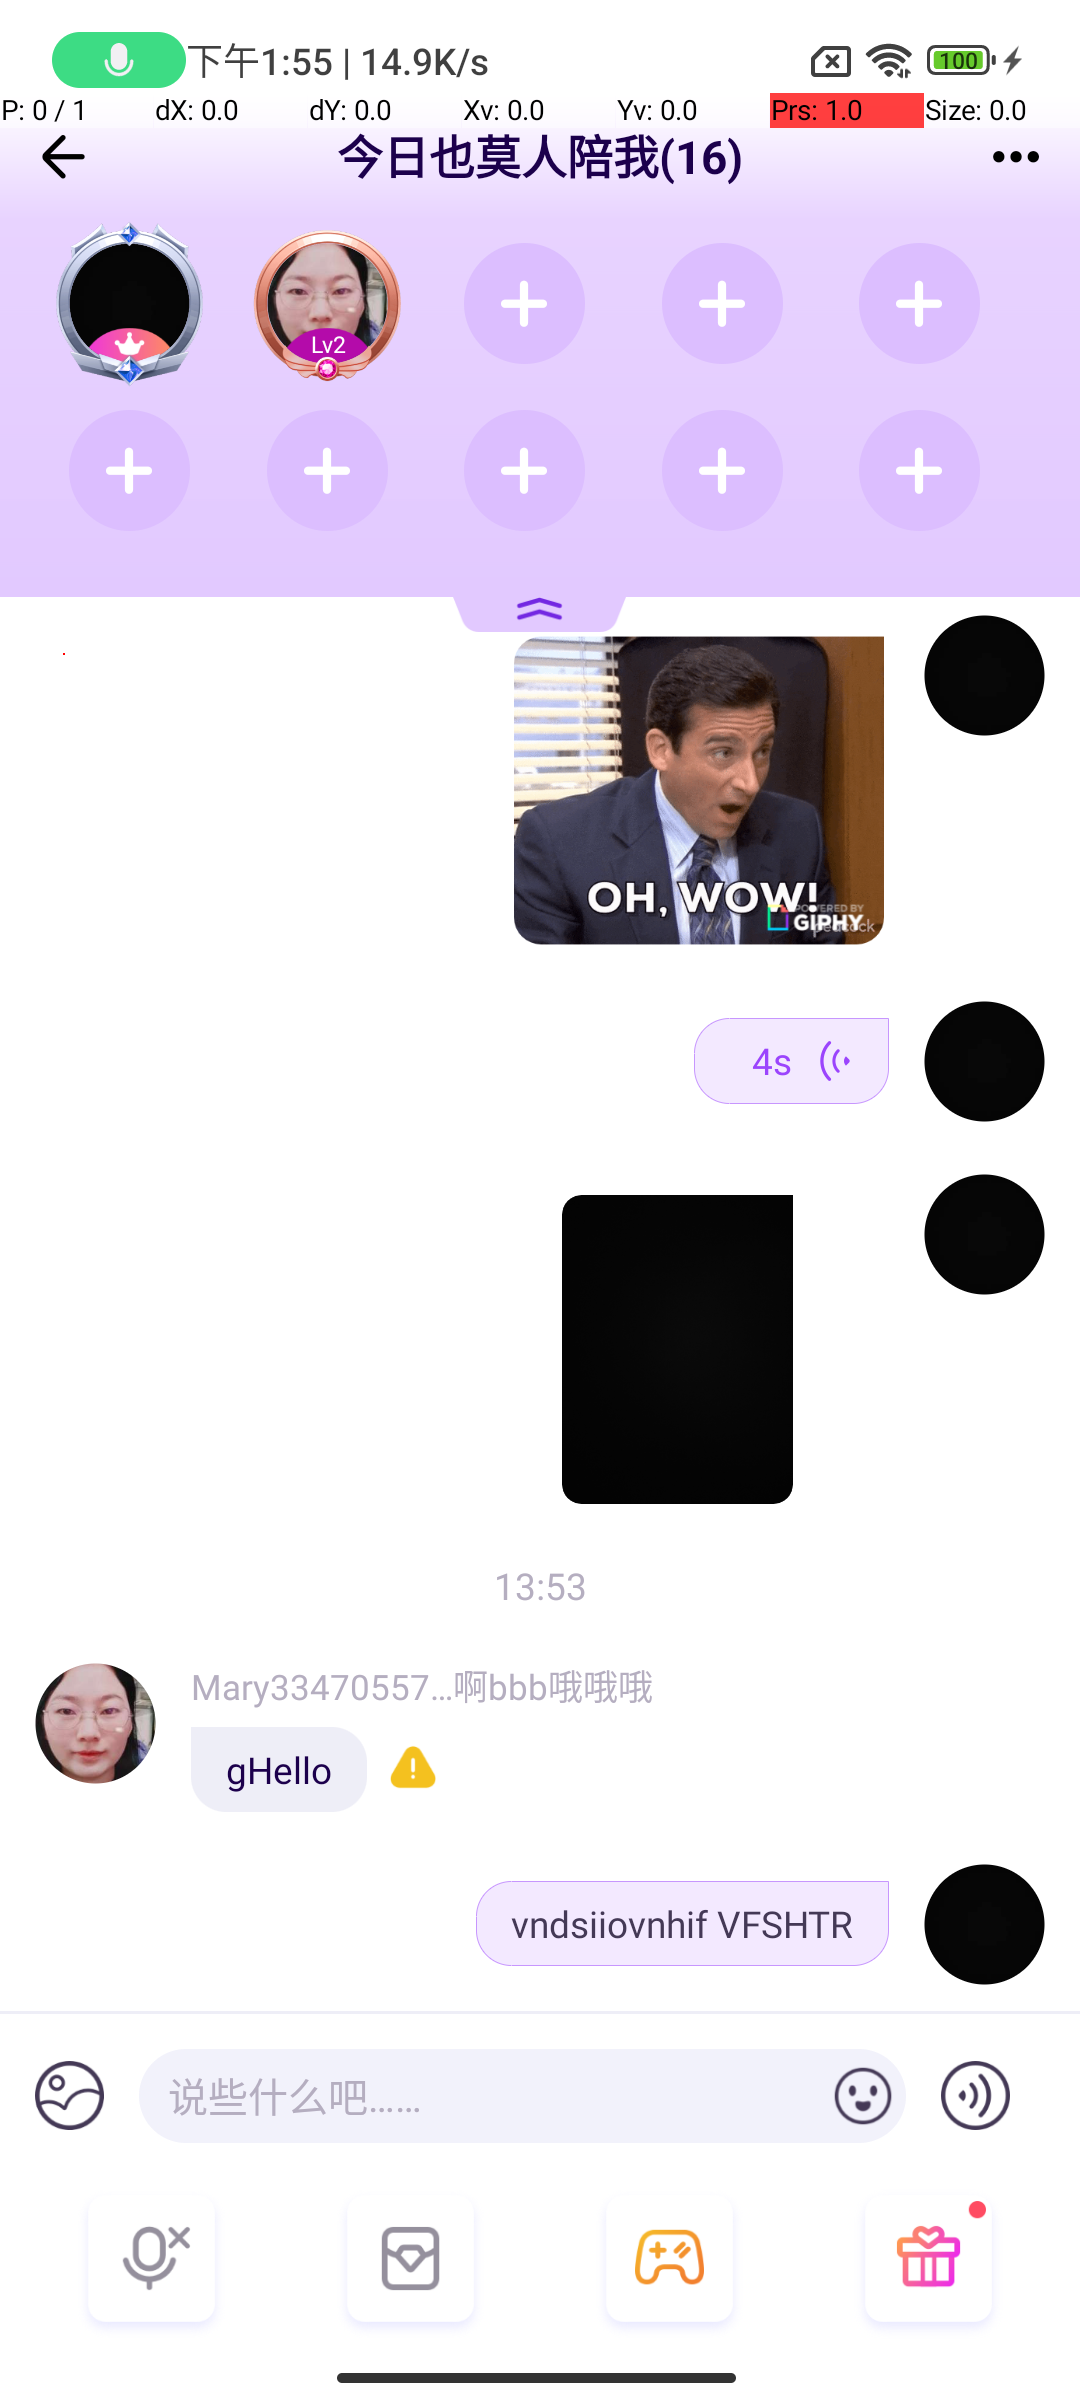 下午1:55 | 14.9K/s
100
P: 0 / 1 dX: 0.0 dY: 0.0 Xv: 0.0 Yv: 0.0 Prs: 1.0 Size: 0.0
今日也莫人陪我(16)
Lv2
OH, WOW!
POWERED BY
GIPHY
peacock
4s
13:53
Mary33470557...啊bbb哦哦哦
gHello
vndsiiovnhif VFSHTR
说些什么吧......